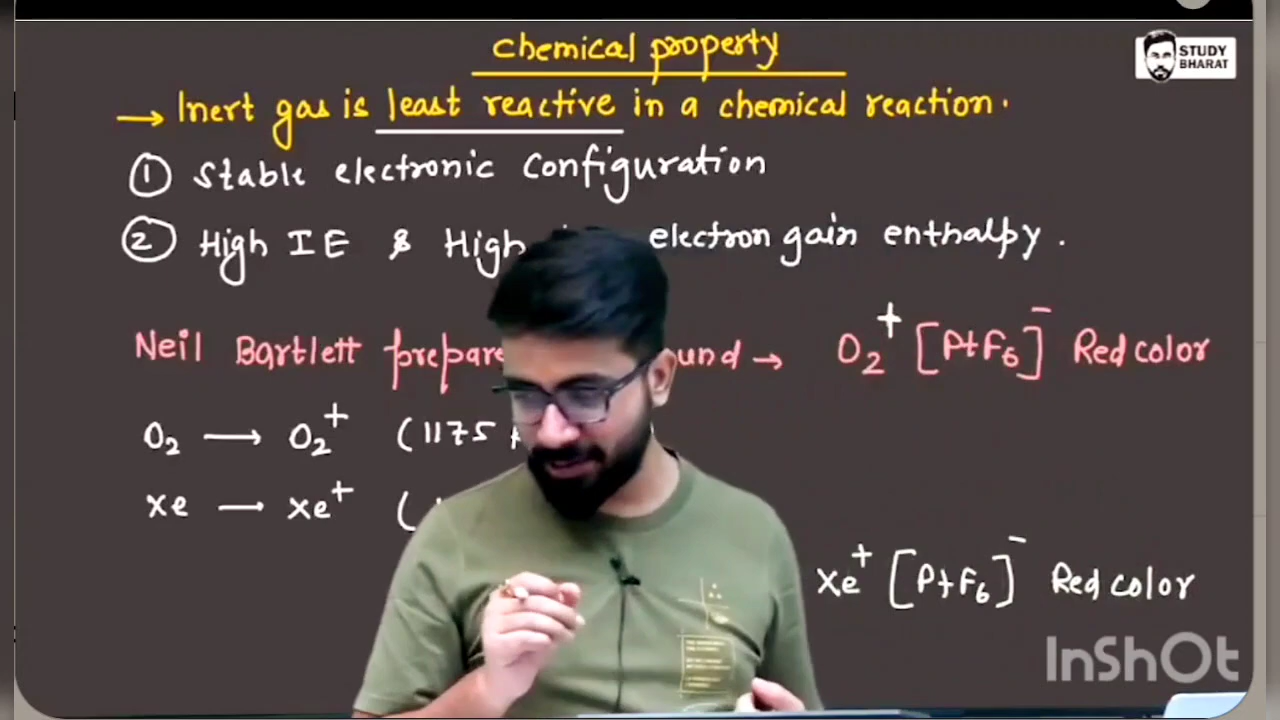 chemical property
STUDY
BHARAT
→ Inert gas is least reactive in a chemical reaction.
① Stable electronic configuration
② High IE & High electron gain enthalpy.
Neil Bartlett → O₂⁺ [PtF₆]⁻ Red color
O₂ → O₂⁺ (1175
Xe → Xe⁺ (
Xe⁺ [PtF₆]⁻ Red color
InShOt